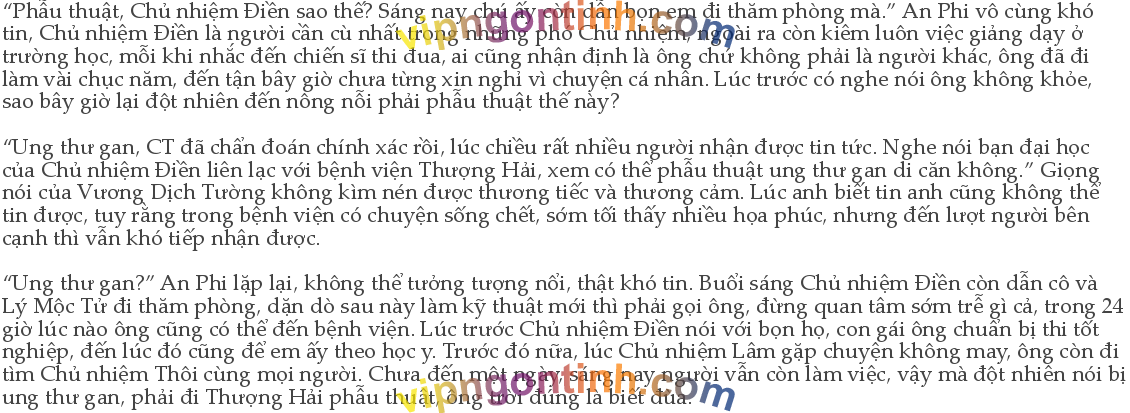 “Phẫu thuật, Chủ nhiệm Điền sao thế? Sáng nay chú ấy còn dẫn bọn em đi thăm phòng mà.” An Phi vô cùng khó
tin, Chủ nhiệm Điền là người cần cù nhất trong những phó Chủ nhiệm, ngoài ra còn kiêm luôn việc giảng dạy ở
trường học, mỗi khi nhắc đến chiến sĩ thi đua, ai cũng nhận định là ông chứ không phải là người khác, ông đã đi
làm vài chục năm, đến tận bây giờ chưa từng xin nghỉ vì chuyện cá nhân. Lúc trước có nghe nói ông không khỏe,
sao bây giờ lại đột nhiên đến nông nỗi phải phẫu thuật thế này?
“Ung thư gan, CT đã chẩn đoán chính xác rồi, lúc chiều rất nhiều người nhận được tin tức. Nghe nói bạn đại học
của Chủ nhiệm Điền liên lạc với bệnh viện Thượng Hải, xem có thể phẫu thuật ung thư gan di căn không.” Giọng
nói của Vương Dịch Tường không kìm nén được thương tiếc và thương cảm. Lúc anh biết tin anh cũng không thể
tin được, tuy rằng trong bệnh viện có chuyện sống chết, sớm tối thấy nhiều họa phúc, nhưng đến lượt người bên
cạnh thì vẫn khó tiếp nhận được.
“Ung thư gan?” An Phi lặp lại, không thể tưởng tượng nổi, thật khó tin. Buổi sáng Chủ nhiệm Điền còn dẫn cô và
Lý Mộc Tử đi thăm phòng, dặn dò sau này làm kỹ thuật mới thì phải gọi ông, đừng quan tâm sớm trễ gì cả, trong 24
giờ lúc nào ông cũng có thể đến bệnh viện. Lúc trước Chủ nhiệm Điền nói với bọn họ, con gái ông chuẩn bị thi tốt
nghiệp, đến lúc đó cũng để em ấy theo học y. Trước đó nữa, lúc Chủ nhiệm Lâm gặp chuyện không may, ông còn đi
tìm Chủ nhiệm Thôi cùng mọi người. Chưa đến một ngày, sáng nay người vẫn còn làm việc, vậy mà đột nhiên nói bị
ung thư gan, phải đi Thượng Hải phẫu thuật, ông trời đúng là biết đùa.
vipngontinh.com
vipngontinh.com